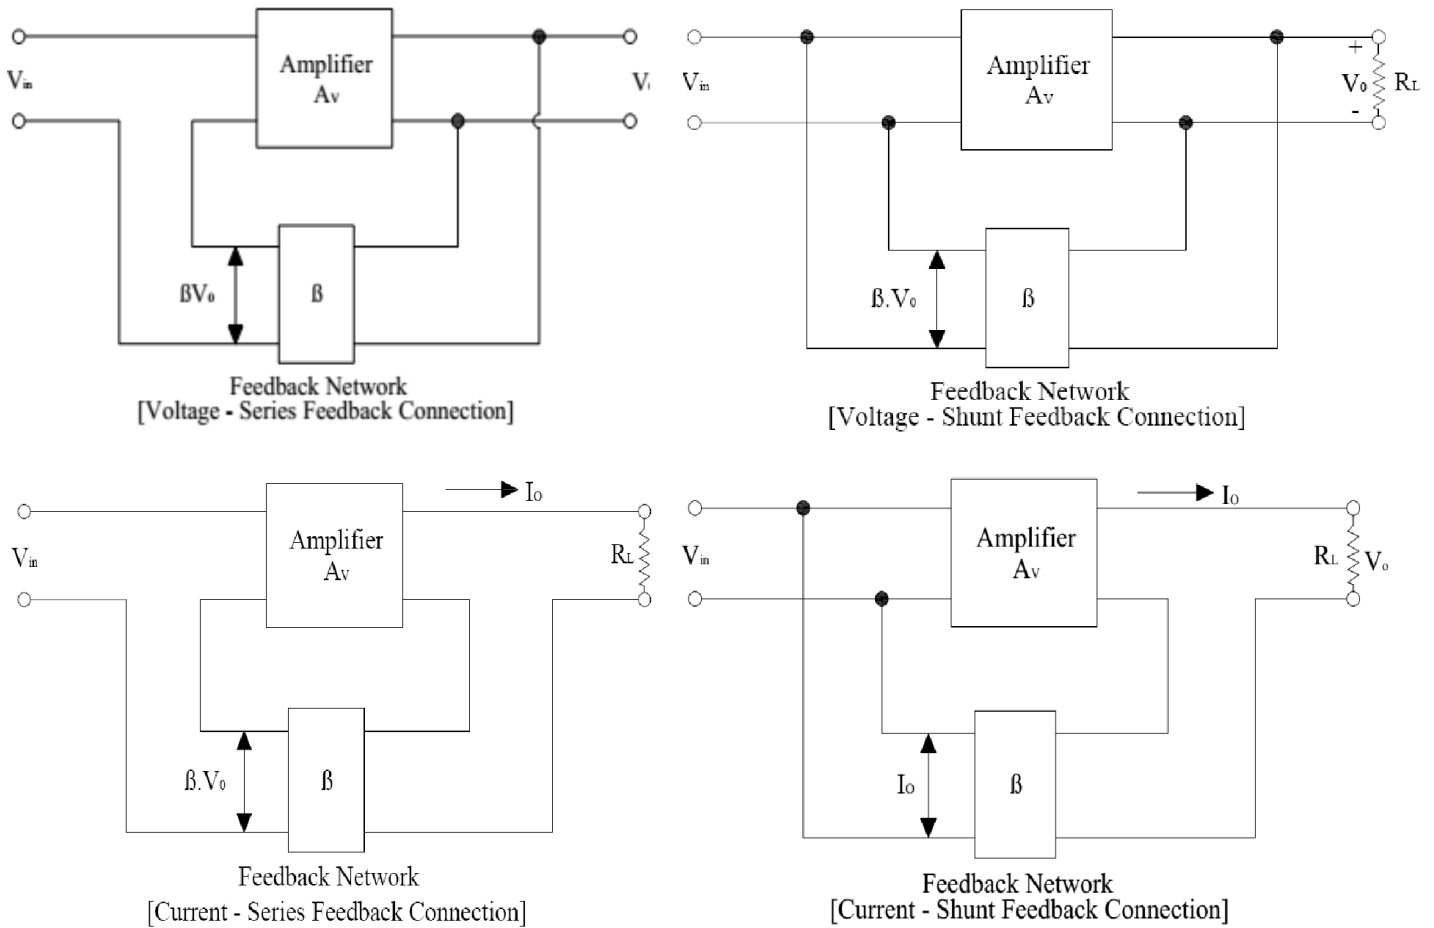 Amplifier
Av
Vin
V
ßV₀
ß
Feedback Network
[Voltage - Series Feedback Connection]
Amplifier
Av
Vin
+
V₀
-
RL
ß.V₀
ß
Feedback Network
[Voltage - Shunt Feedback Connection]
Io
Amplifier
Av
Vin
RL
ß.V₀
ß
Feedback Network
[Current - Series Feedback Connection]
Io
Amplifier
Av
Vin
RL
Vo
Io
ß
Feedback Network
[Current - Shunt Feedback Connection]